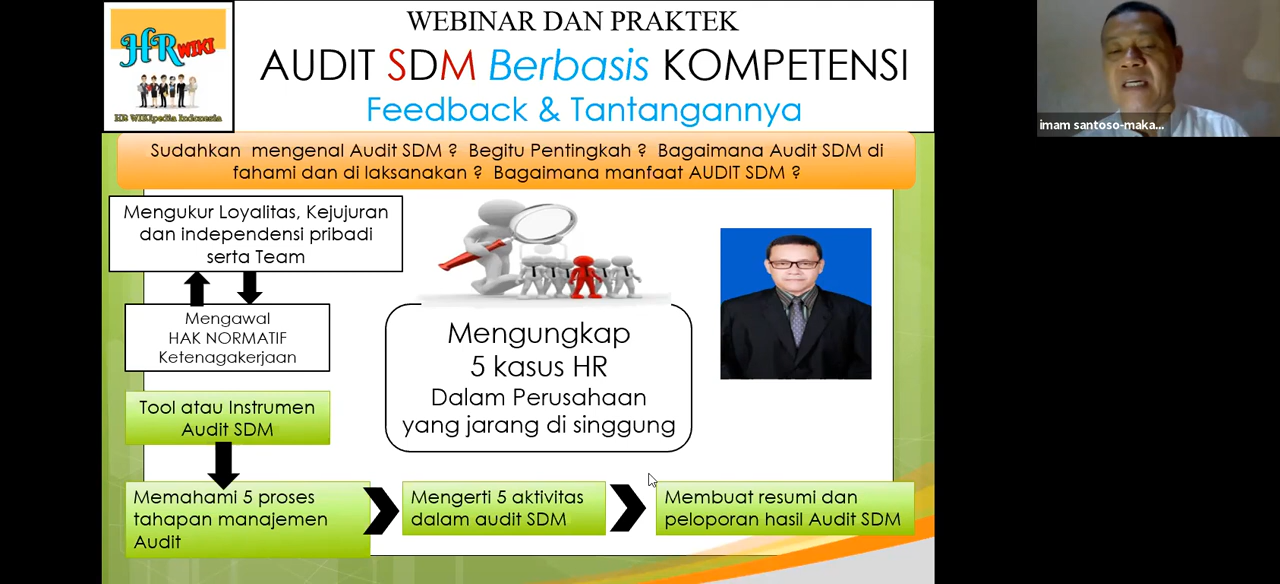 HRWIKI
HR WIKIpedia Indonesia
WEBINAR DAN PRAKTEK
AUDIT SDM Berbasis KOMPETENSI
Feedback & Tantangannya
imam santoso-maka...
Sudahkan mengenal Audit SDM ? Begitu Pentingkah ? Bagaimana Audit SDM di
fahami dan di laksanakan ? Bagaimana manfaat AUDIT SDM ?
Mengukur Loyalitas, Kejujuran
dan independensi pribadi
serta Team
Mengawal
HAK NORMATIF
Ketenagakerjaan
Tool atau Instrumen
Audit SDM
Mengungkap
5 kasus HR
Dalam Perusahaan
yang jarang di singgung
Memahami 5 proses
tahapan manajemen
Audit
Mengerti 5 aktivitas
dalam audit SDM
Membuat resumi dan
peloporan hasil Audit SDM